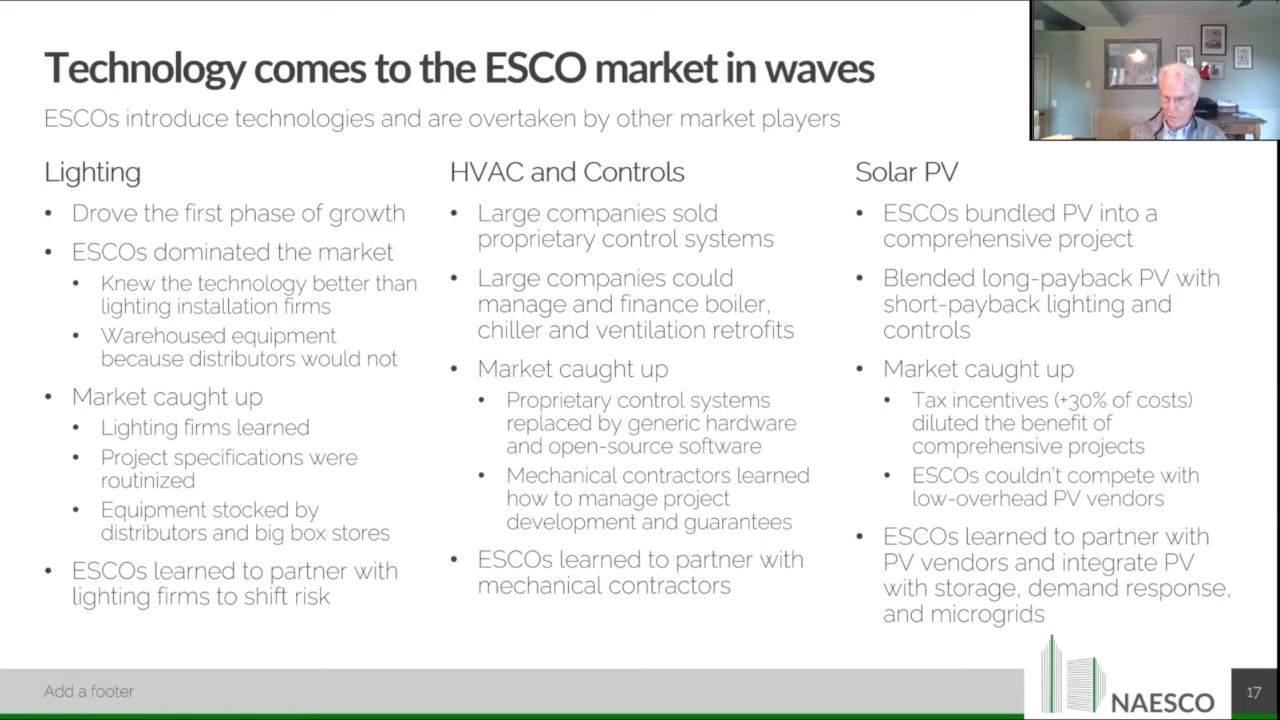 Technology comes to the ESCO market in waves
ESCOs introduce technologies and are overtaken by other market players
Lighting
• Drove the first phase of growth
• ESCOs dominated the market
• Knew the technology better than
lighting installation firms
• Warehoused equipment
because distributors would not
• Market caught up
• Lighting firms learned
• Project specifications were
routinized
• Equipment stocked by
distributors and big box stores
• ESCOs learned to partner with
lighting firms to shift risk
HVAC and Controls
• Large companies sold
proprietary control systems
• Large companies could
manage and finance boiler,
chiller and ventilation retrofits
• Market caught up
• Proprietary control systems
replaced by generic hardware
and open-source software
• Mechanical contractors learned
how to manage project
development and guarantees
• ESCOs learned to partner with
mechanical contractors
Solar PV
• ESCOs bundled PV into a
comprehensive project
• Blended long-payback PV with
short-payback lighting and
controls
• Market caught up
• Tax incentives (+30% of costs)
diluted the benefit of
comprehensive projects
• ESCOs couldn't compete with
low-overhead PV vendors
• ESCOs learned to partner with
PV vendors and integrate PV
with storage, demand response,
and microgrids
Add a footer
NAESCO
17